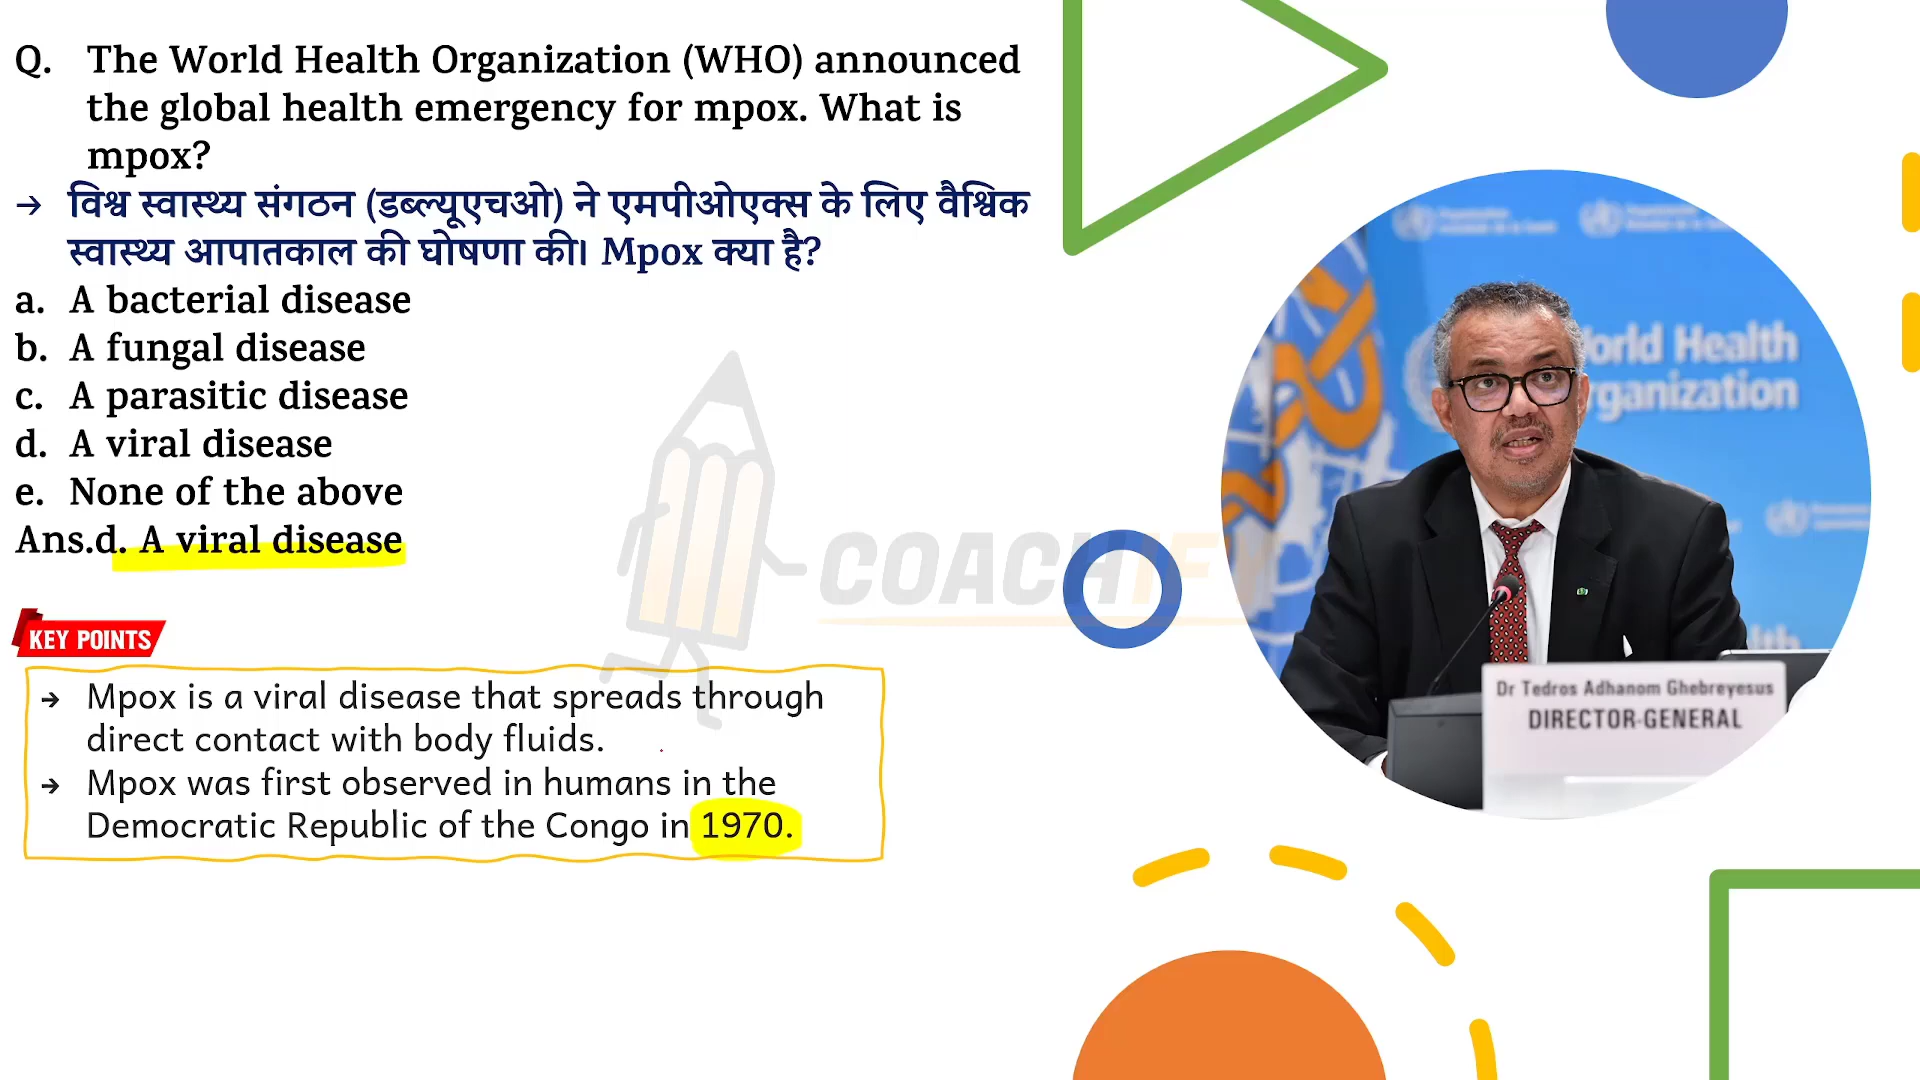 Q. The World Health Organization (WHO) announced
the global health emergency for mpox. What is
mpox?
→ विश्व स्वास्थ्य संगठन (डब्ल्यूएचओ) ने एमपीओएक्स के लिए वैश्विक
स्वास्थ्य आपातकाल की घोषणा की। Mpox क्या है?
a. A bacterial disease
b. A fungal disease
c. A parasitic disease
d. A viral disease
e. None of the above
Ans.d. A viral disease
KEY POINTS
→ Mpox is a viral disease that spreads through
direct contact with body fluids.
→ Mpox was first observed in humans in the
Democratic Republic of the Congo in 1970.
COACHIFY
orld Health
rganization
Dr Tedros Adhanom Ghebreyesus
DIRECTOR-GENERAL